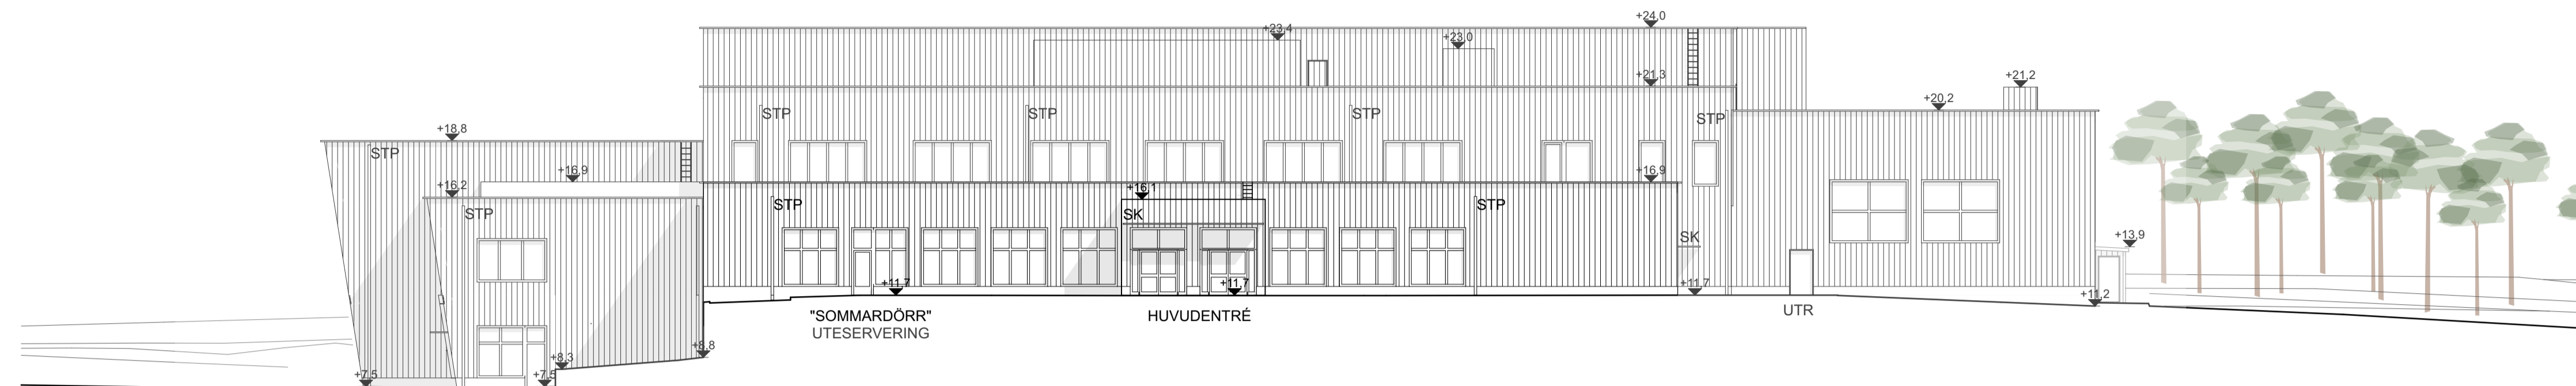 +24,0
+23,4
+23,0
+21,3
+21,2
+20,2
STP
STP
STP
STP
+18,8
STP
+16,9
+16,9
+16,2
+16,1
STP
STP
STP
SK
SK
+13,9
+11,7
+11,7
+11,7
+11,2
"SOMMARDÖRR"
UTESERVERING
HUVUDENTRÉ
UTR
+8,8
+8,3
+7,5
+7,5